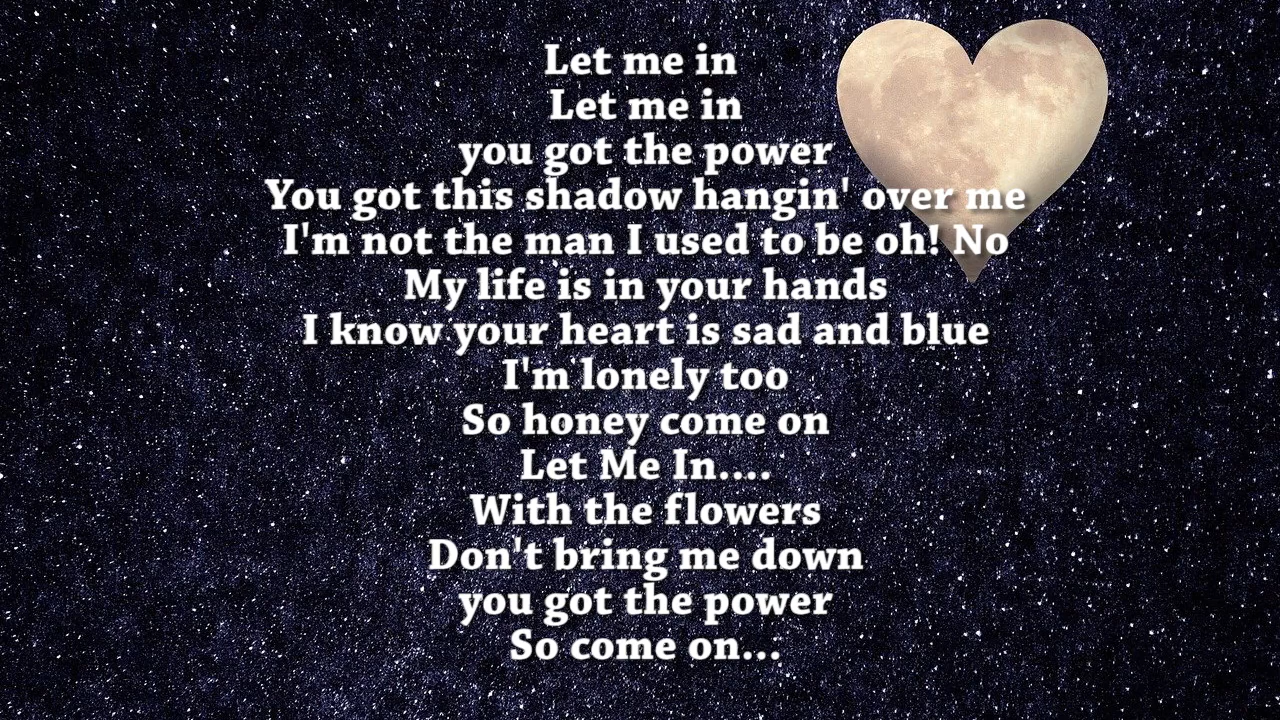 Let me in
Let me in
you got the power
You got this shadow hangin' over me
I'm not the man I used to be oh! No
My life is in your hands
I know your heart is sad and blue
I'm lonely too
So honey come on
Let Me In....
With the flowers
Don't bring me down
you got the power
So come on...